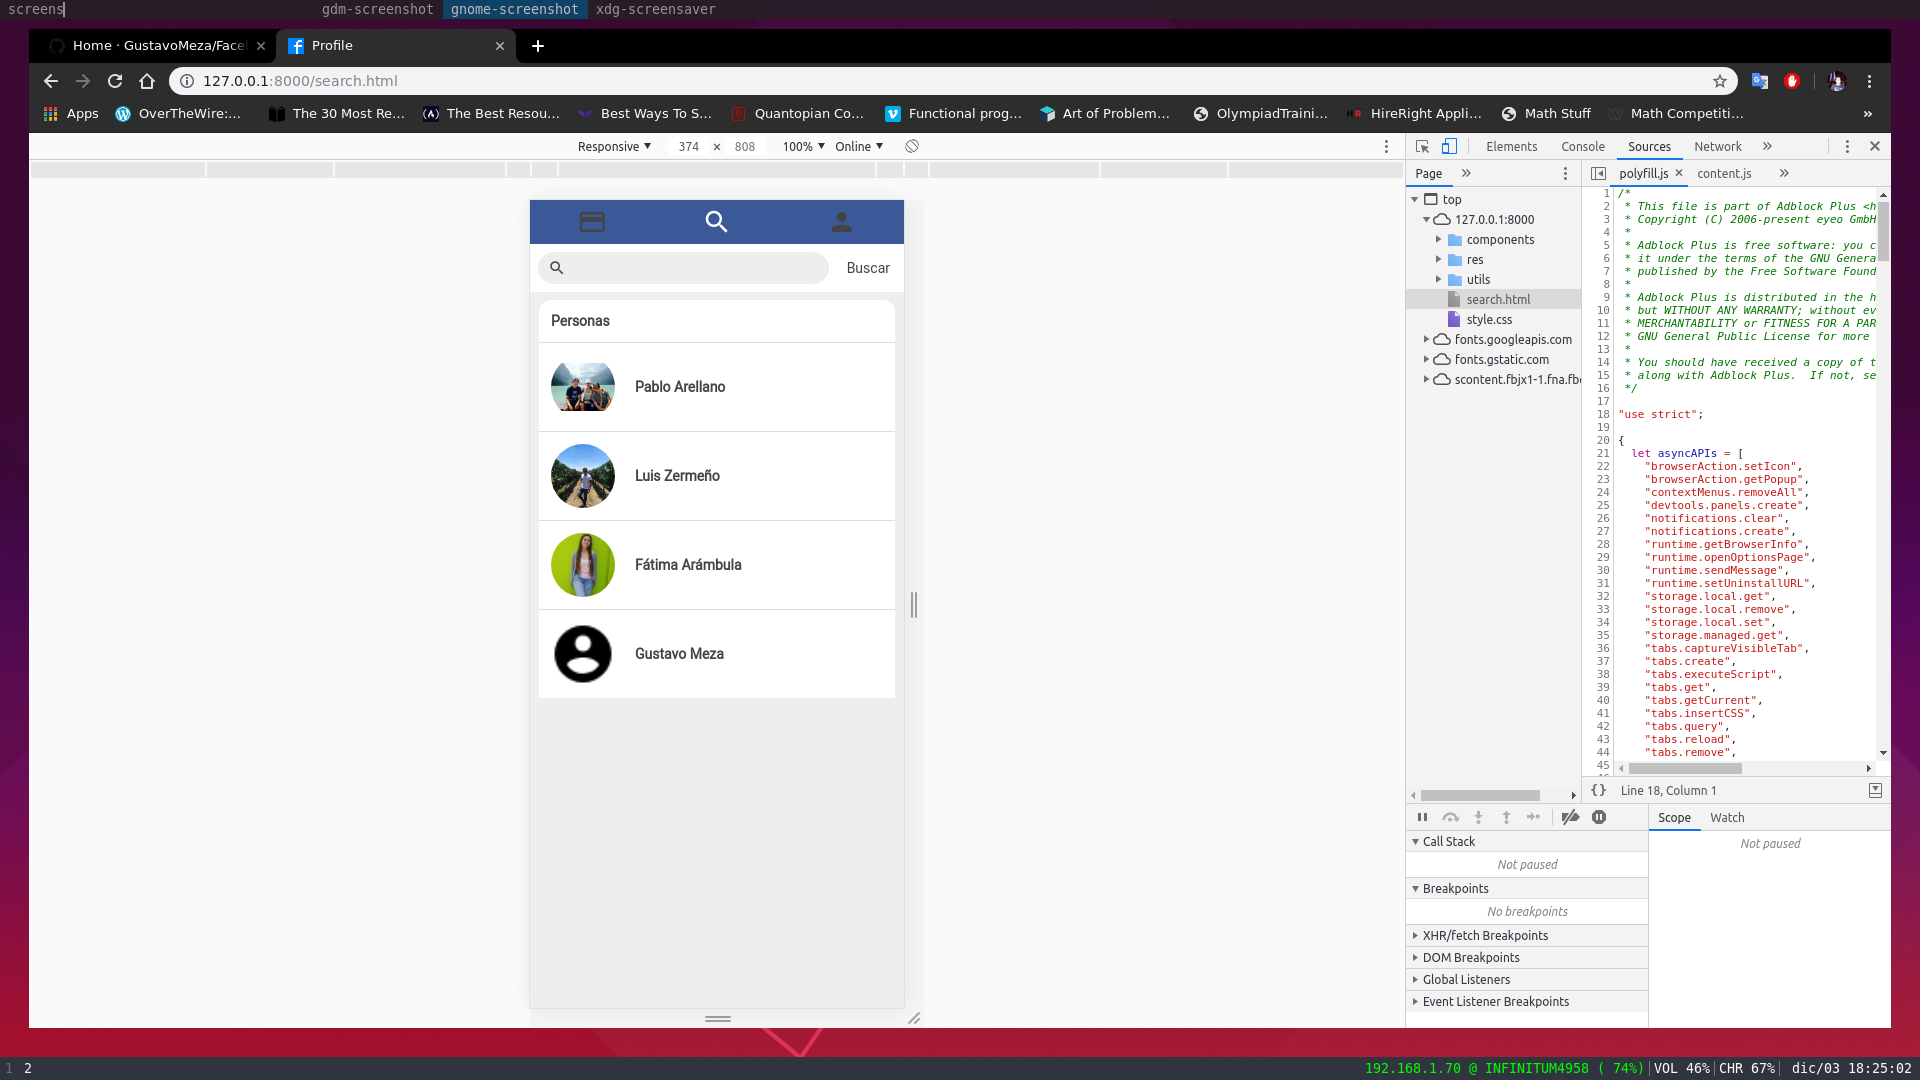 screens gdm-screenshot gnome-screenshot xdg-screensaver
Home · GustavoMeza/Face
Profile
127.0.0.1:8000/search.html
Apps OverTheWire:... The 30 Most Re... The Best Resou... Best Ways To S... Quantopian Co... Functional prog... Art of Problem... OlympiadTraini... HireRight Appli... Math Stuff Math Competiti... »
Responsive 374 × 808 100% Online
Elements Console Sources Network »
Page »
polyfill.js × content.js »
top
127.0.0.1:8000
components
res
utils
search.html
style.css
fonts.googleapis.com
fonts.gstatic.com
scontent.fbjx1-1.fna.fbc
Buscar
Personas
Pablo Arellano
Luis Zermeño
Fátima Arámbula
Gustavo Meza
1 /*
2 * This file is part of Adblock Plus <h
3 * Copyright (C) 2006-present eyeo GmbH
4 *
5 * Adblock Plus is free software: you c
6 * it under the terms of the GNU Genera
7 * published by the Free Software Found
8 *
9 * Adblock Plus is distributed in the h
10 * but WITHOUT ANY WARRANTY; without ev
11 * MERCHANTABILITY or FITNESS FOR A PAR
12 * GNU General Public License for more
13 *
14 * You should have received a copy of t
15 * along with Adblock Plus.  If not, se
16 */
17
18 "use strict";
19
20 {
21 let asyncAPIs = [
22 "browserAction.setIcon",
23 "browserAction.getPopup",
24 "contextMenus.removeAll",
25 "devtools.panels.create",
26 "notifications.clear",
27 "notifications.create",
28 "runtime.getBrowserInfo",
29 "runtime.openOptionsPage",
30 "runtime.sendMessage",
31 "runtime.setUninstallURL",
32 "storage.local.get",
33 "storage.local.remove",
34 "storage.local.set",
35 "storage.managed.get",
36 "tabs.captureVisibleTab",
37 "tabs.create",
38 "tabs.executeScript",
39 "tabs.get",
40 "tabs.getCurrent",
41 "tabs.insertCSS",
42 "tabs.query",
43 "tabs.reload",
44 "tabs.remove",
45
{} Line 18, Column 1
Call Stack
Not paused
Breakpoints
No breakpoints
XHR/fetch Breakpoints
DOM Breakpoints
Global Listeners
Event Listener Breakpoints
Scope Watch
Not paused
1 2
192.168.1.70 @ INFINITUM4958 ( 74%)|VOL 46%|CHR 67%| dic/03 18:25:02